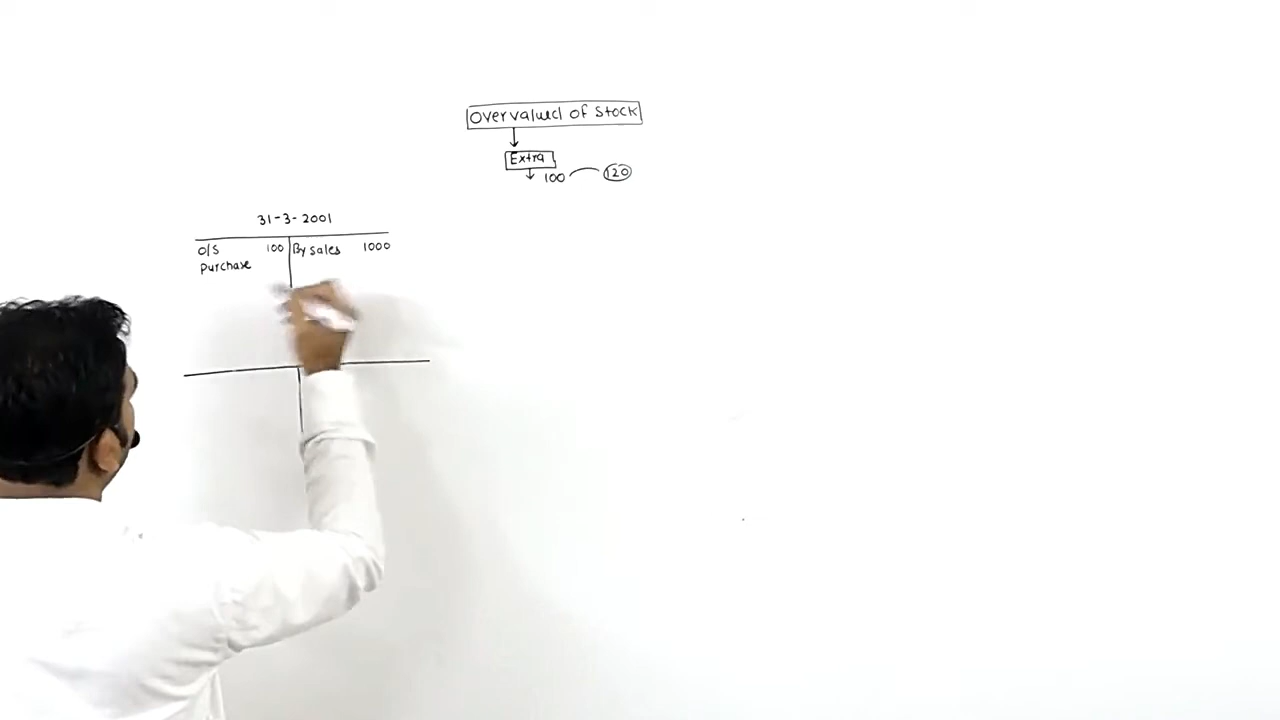 Overvalued of stock
Extra
100 120
31-3-2001
O/S 100 By sales 1000
purchase